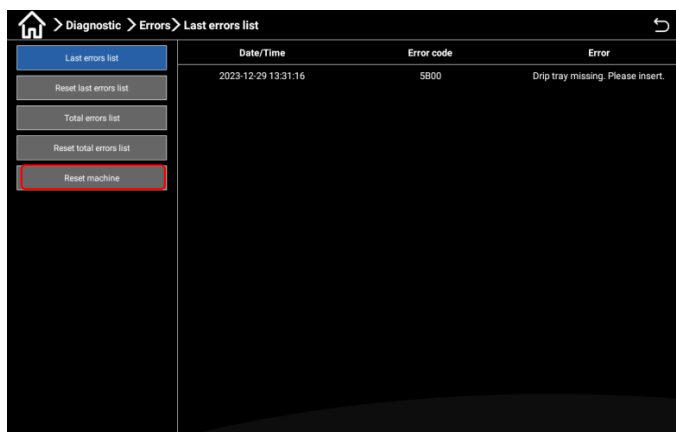 Diagnostic Errors Last errors list
Last errors list
Reset last errors list
Total errors list
Reset total errors list
Reset machine
Date/Time Error code Error
2023-12-29 13:31:16 5B00 Drip tray missing. Please insert.